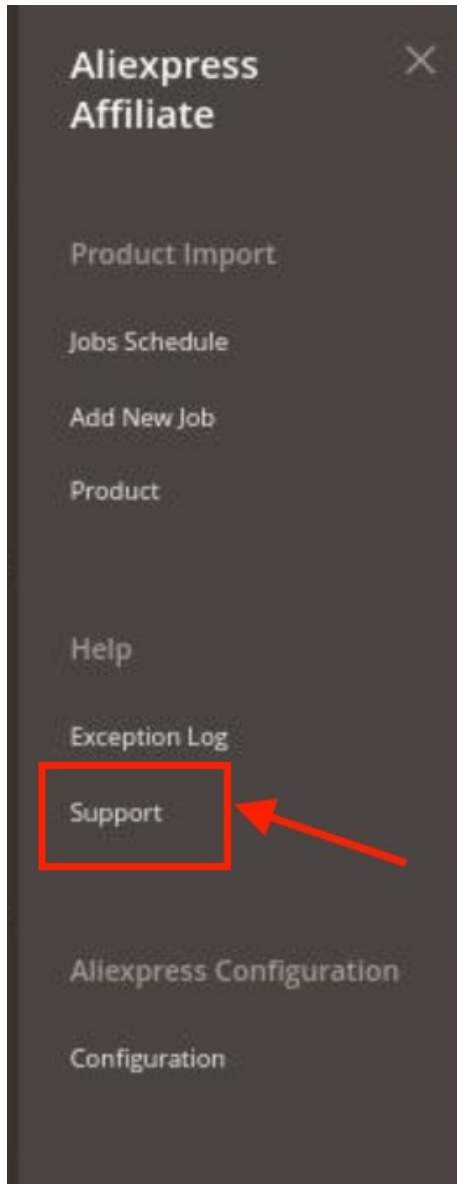 Aliexpress
Affiliate
Product Import
Jobs Schedule
Add New Job
Product
Help
Exception Log
Support
Aliexpress Configuration
Configuration